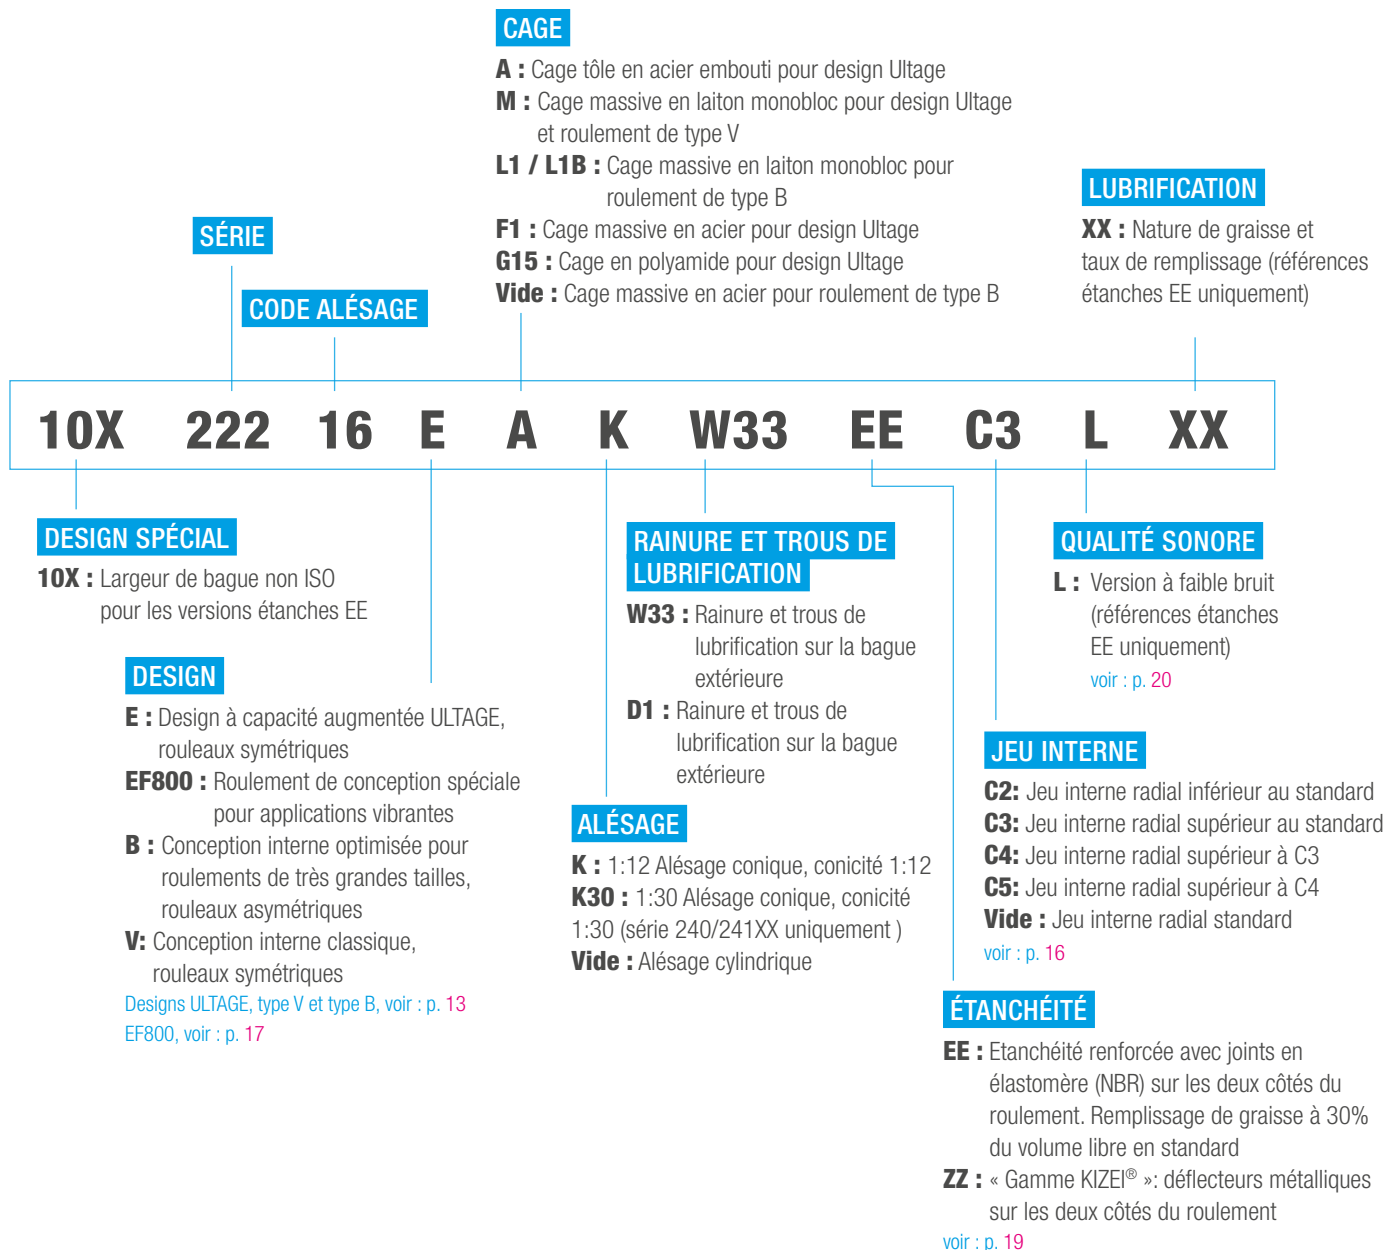 CAGE
A : Cage tôle en acier embouti pour design Ultage
M : Cage massive en laiton monobloc pour design Ultage
et roulement de type V
L1 / L1B : Cage massive en laiton monobloc pour
roulement de type B
F1 : Cage massive en acier pour design Ultage
G15 : Cage en polyamide pour design Ultage
Vide : Cage massive en acier pour roulement de type B
LUBRIFICATION
XX : Nature de graisse et
taux de remplissage (références
étanches EE uniquement)
SÉRIE
CODE ALÉSAGE
10X 222 16 E A K W33 EE C3 L XX
DESIGN SPÉCIAL
10X : Largeur de bague non ISO
pour les versions étanches EE
DESIGN
E : Design à capacité augmentée ULTAGE,
rouleaux symétriques
EF800 : Roulement de conception spéciale
pour applications vibrantes
B : Conception interne optimisée pour
roulements de très grandes tailles,
rouleaux asymétriques
V: Conception interne classique,
rouleaux symétriques
Designs ULTAGE, type V et type B, voir : p. 13
EF800, voir : p. 17
RAINURE ET TROUS DE
LUBRIFICATION
W33 : Rainure et trous de
lubrification sur la bague
extérieure
D1 : Rainure et trous de
lubrification sur la bague
extérieure
ALÉSAGE
K : 1:12 Alésage conique, conicité 1:12
K30 : 1:30 Alésage conique, conicité
1:30 (série 240/241XX uniquement )
Vide : Alésage cylindrique
QUALITÉ SONORE
L : Version à faible bruit
(références étanches
EE uniquement)
voir : p. 20
JEU INTERNE
C2: Jeu interne radial inférieur au standard
C3: Jeu interne radial supérieur au standard
C4: Jeu interne radial supérieur à C3
C5: Jeu interne radial supérieur à C4
Vide : Jeu interne radial standard
voir : p. 16
ÉTANCHÉITÉ
EE : Etanchéité renforcée avec joints en
élastomère (NBR) sur les deux côtés du
roulement. Remplissage de graisse à 30%
du volume libre en standard
ZZ : « Gamme KIZEI® »: déflecteurs métalliques
sur les deux côtés du roulement
voir : p. 19